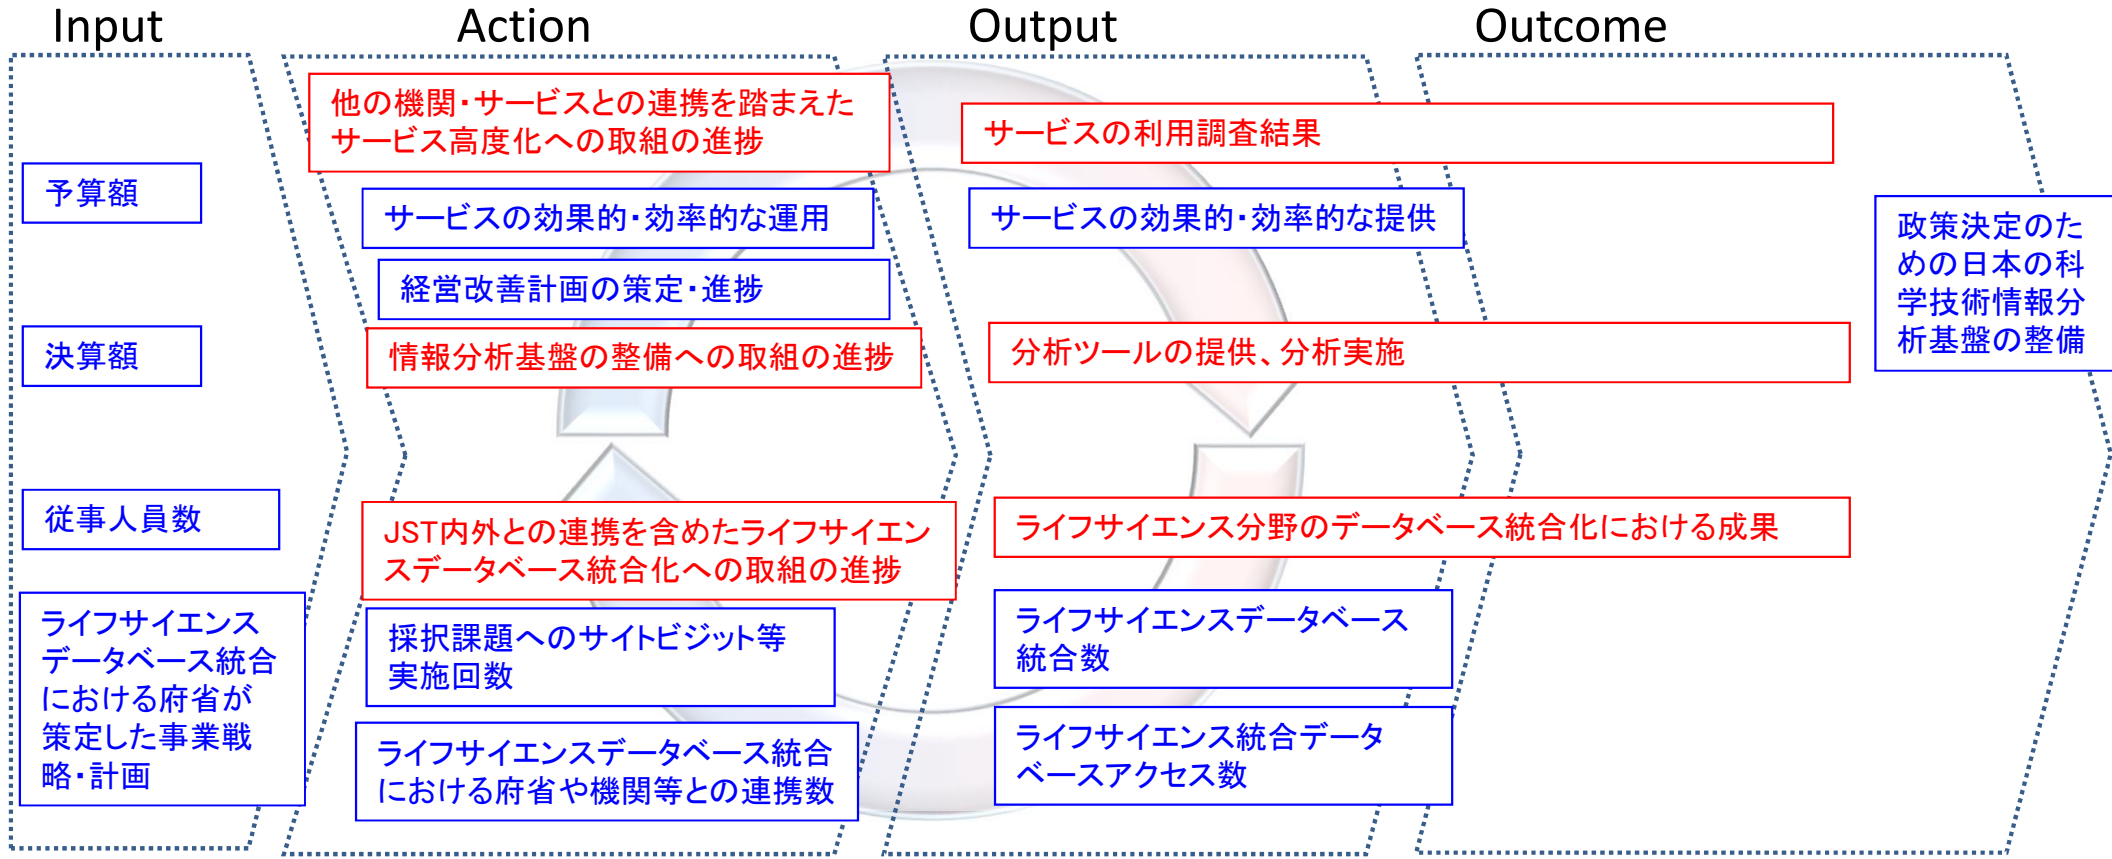 Input
Action
Output
Outcome
予算額
決算額
従事人員数
ライフサイエンス
データベース統合
における府省が
策定した事業戦
略・計画
他の機関・サービスとの連携を踏まえた
サービス高度化への取組の進捗
サービスの効果的・効率的な運用
経営改善計画の策定・進捗
情報分析基盤の整備への取組の進捗
JST内外との連携を含めたライフサイエン
スデータベース統合化への取組の進捗
採択課題へのサイトビジット等
実施回数
ライフサイエンスデータベース統合
における府省や機関等との連携数
サービスの利用調査結果
サービスの効果的・効率的な提供
分析ツールの提供、分析実施
ライフサイエンス分野のデータベース統合化における成果
ライフサイエンスデータベース
統合数
ライフサイエンス統合データ
ベースアクセス数
政策決定のた
めの日本の科
学技術情報分
析基盤の整備